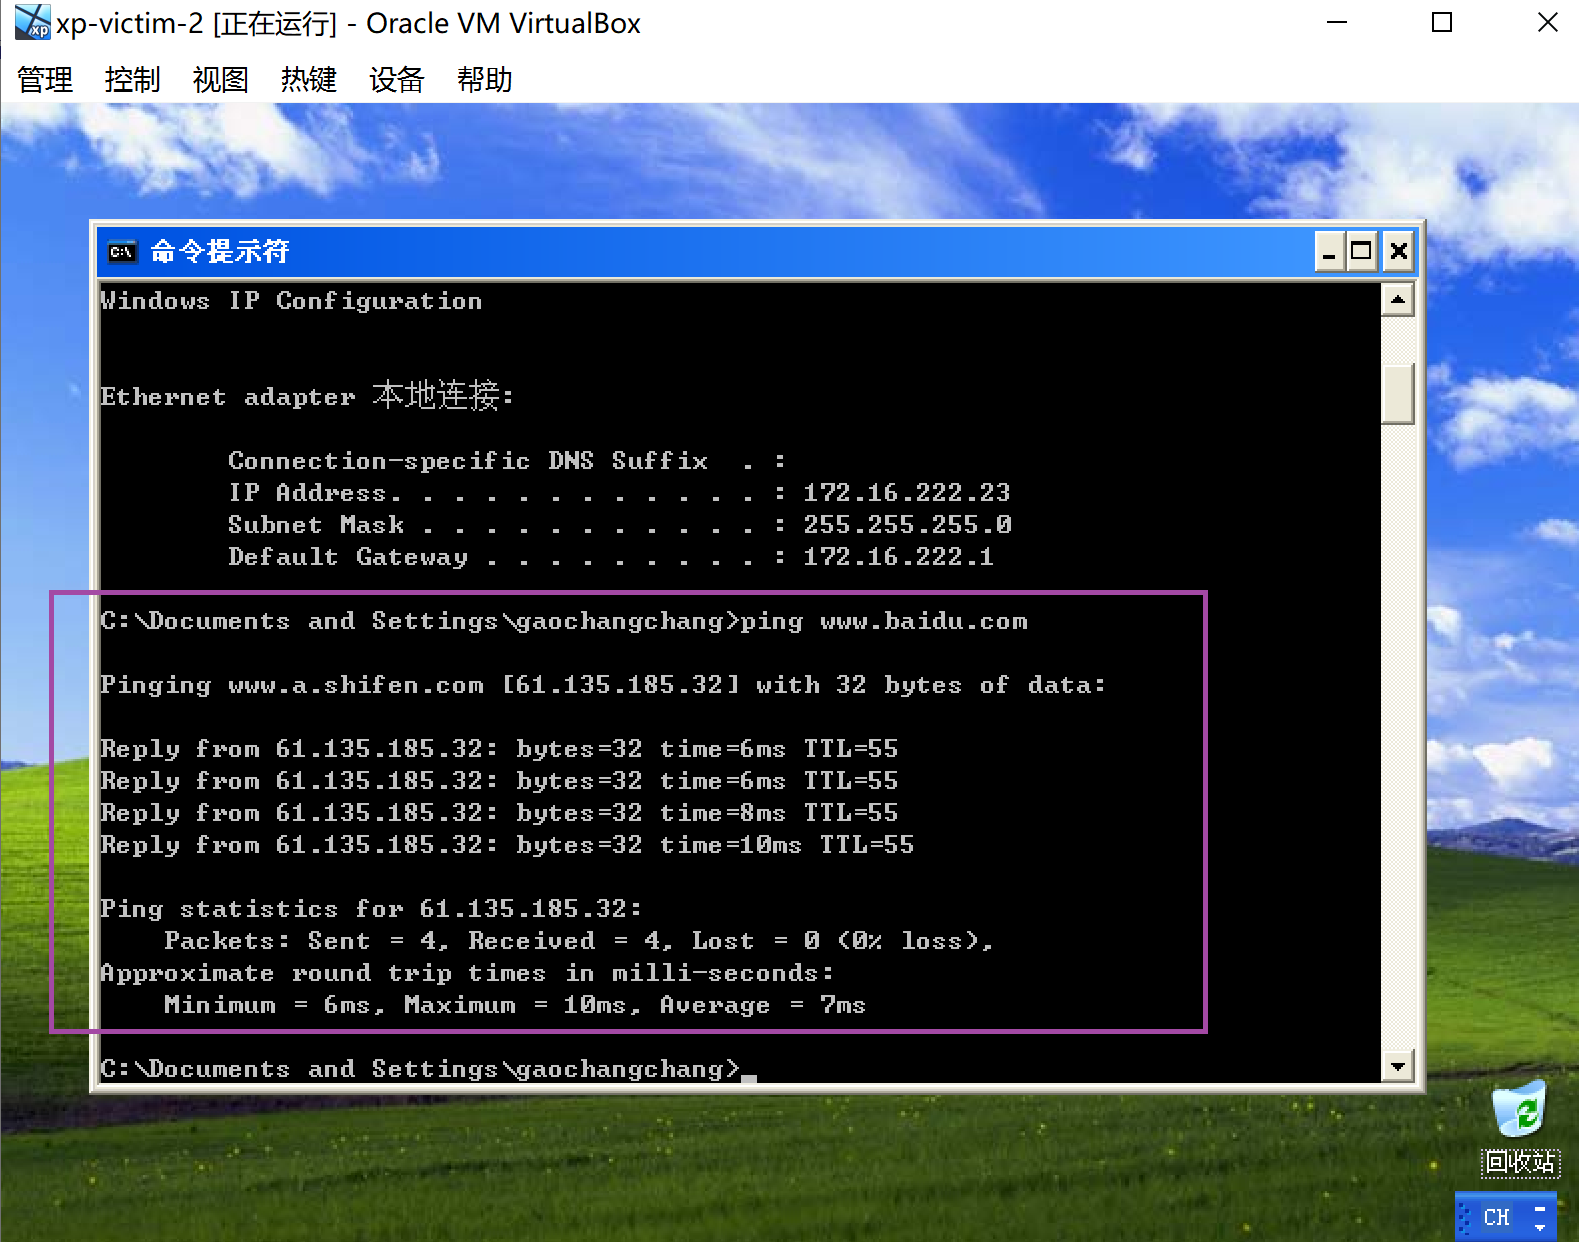 xp-victim-2 [正在运行] - Oracle VM VirtualBox
管理 控制 视图 热键 设备 帮助
命令提示符
Windows IP Configuration
Ethernet adapter 本地连接:
Connection-specific DNS Suffix  . :
IP Address. . . . . . . . . . . . : 172.16.222.23
Subnet Mask . . . . . . . . . . . : 255.255.255.0
Default Gateway . . . . . . . . . : 172.16.222.1
C:\Documents and Settings\gaochangchang>ping www.baidu.com
Pinging www.a.shifen.com [61.135.185.32] with 32 bytes of data:
Reply from 61.135.185.32: bytes=32 time=6ms TTL=55
Reply from 61.135.185.32: bytes=32 time=6ms TTL=55
Reply from 61.135.185.32: bytes=32 time=8ms TTL=55
Reply from 61.135.185.32: bytes=32 time=10ms TTL=55
Ping statistics for 61.135.185.32:
Packets: Sent = 4, Received = 4, Lost = 0 (0% loss),
Approximate round trip times in milli-seconds:
Minimum = 6ms, Maximum = 10ms, Average = 7ms
C:\Documents and Settings\gaochangchang>
回收站
CH